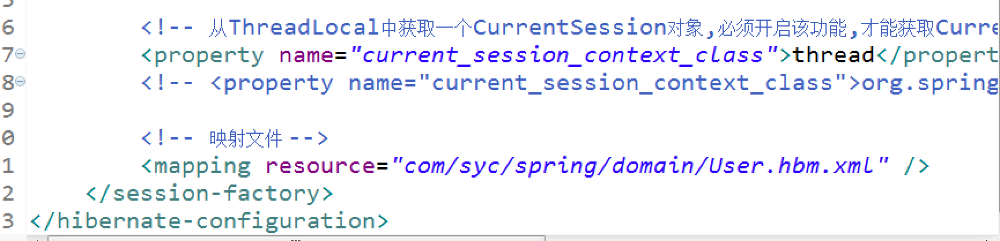 6 <!-- 从ThreadLocal中获取一个CurrentSession对象,必须开启该功能,才能获取Curre
7 <property name="current_session_context_class">thread</propert
8 <!-- <property name="current_session_context_class">org.spring
9
0 <!-- 映射文件 -->
1 <mapping resource="com/syc/spring/domain/User.hbm.xml" />
2 </session-factory>
3 </hibernate-configuration>